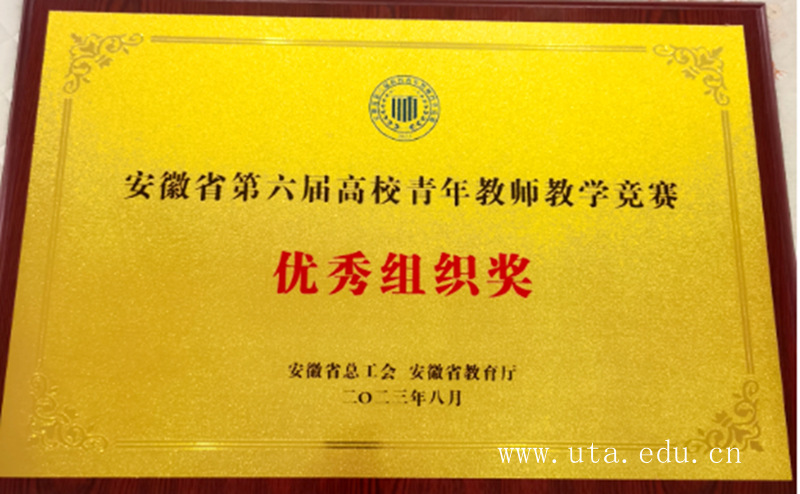 安徽省第六届高校青年教师教学竞赛
优秀组织奖
安徽省总工会 安徽省教育厅
二〇二三年八月
www.uta.edu.cn